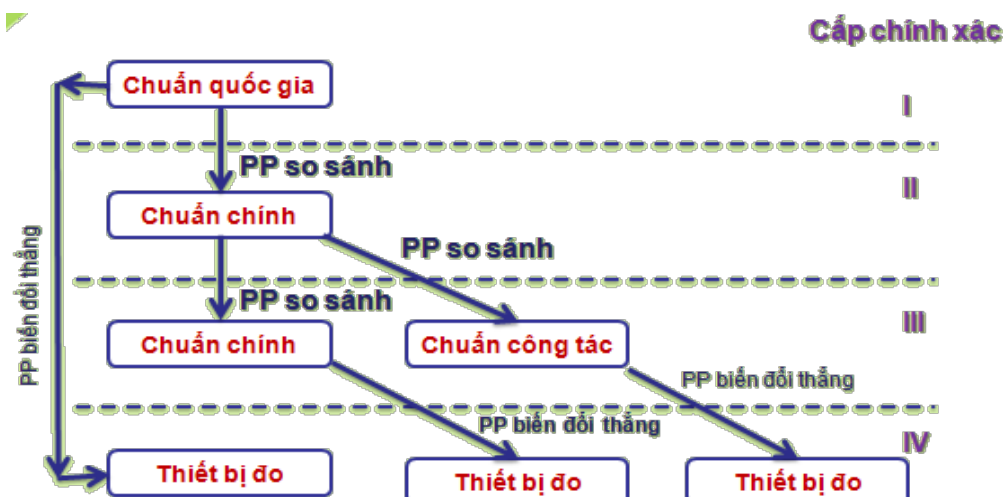 Cấp chính xác
Chuẩn quốc gia
I
PP so sánh
II
Chuẩn chính
PP so sánh
PP so sánh
PP biến đổi thẳng
III
Chuẩn chính
Chuẩn công tác
PP biến đổi thẳng
PP biến đổi thẳng
IV
Thiết bị đo
Thiết bị đo
Thiết bị đo